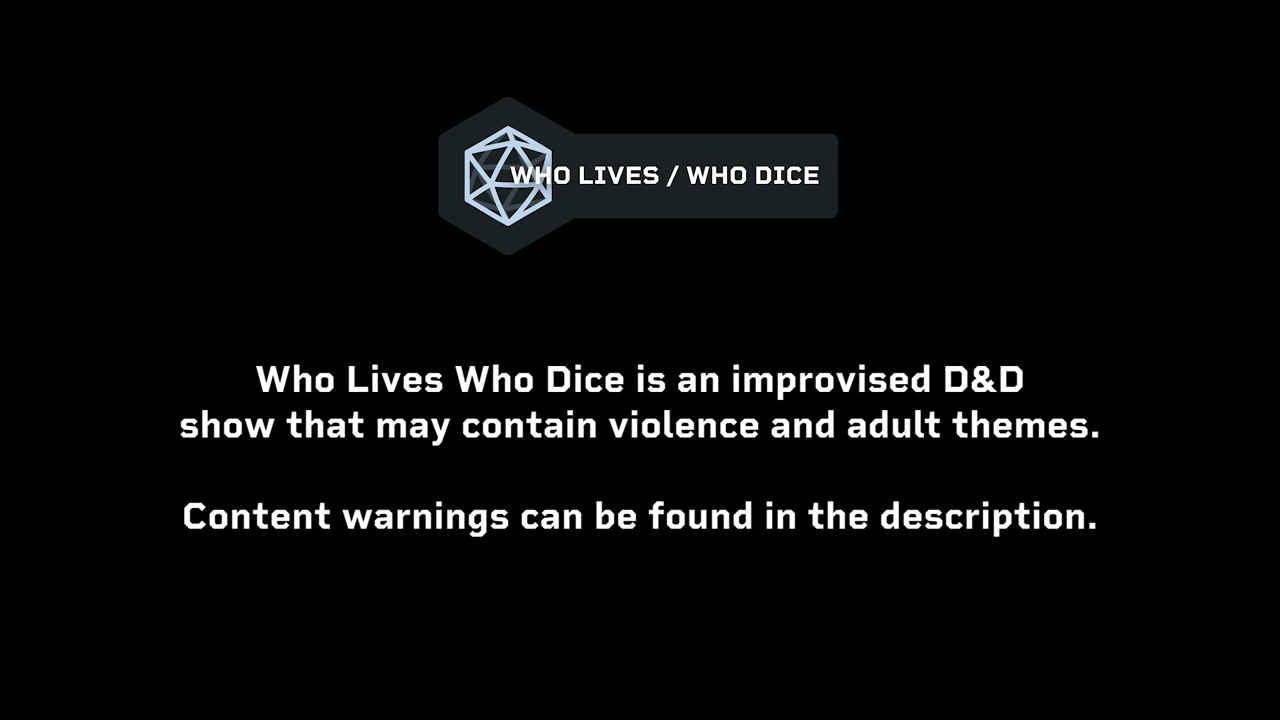 WHO LIVES / WHO DICE
Who Lives Who Dice is an improvised D&D
show that may contain violence and adult themes.
Content warnings can be found in the description.